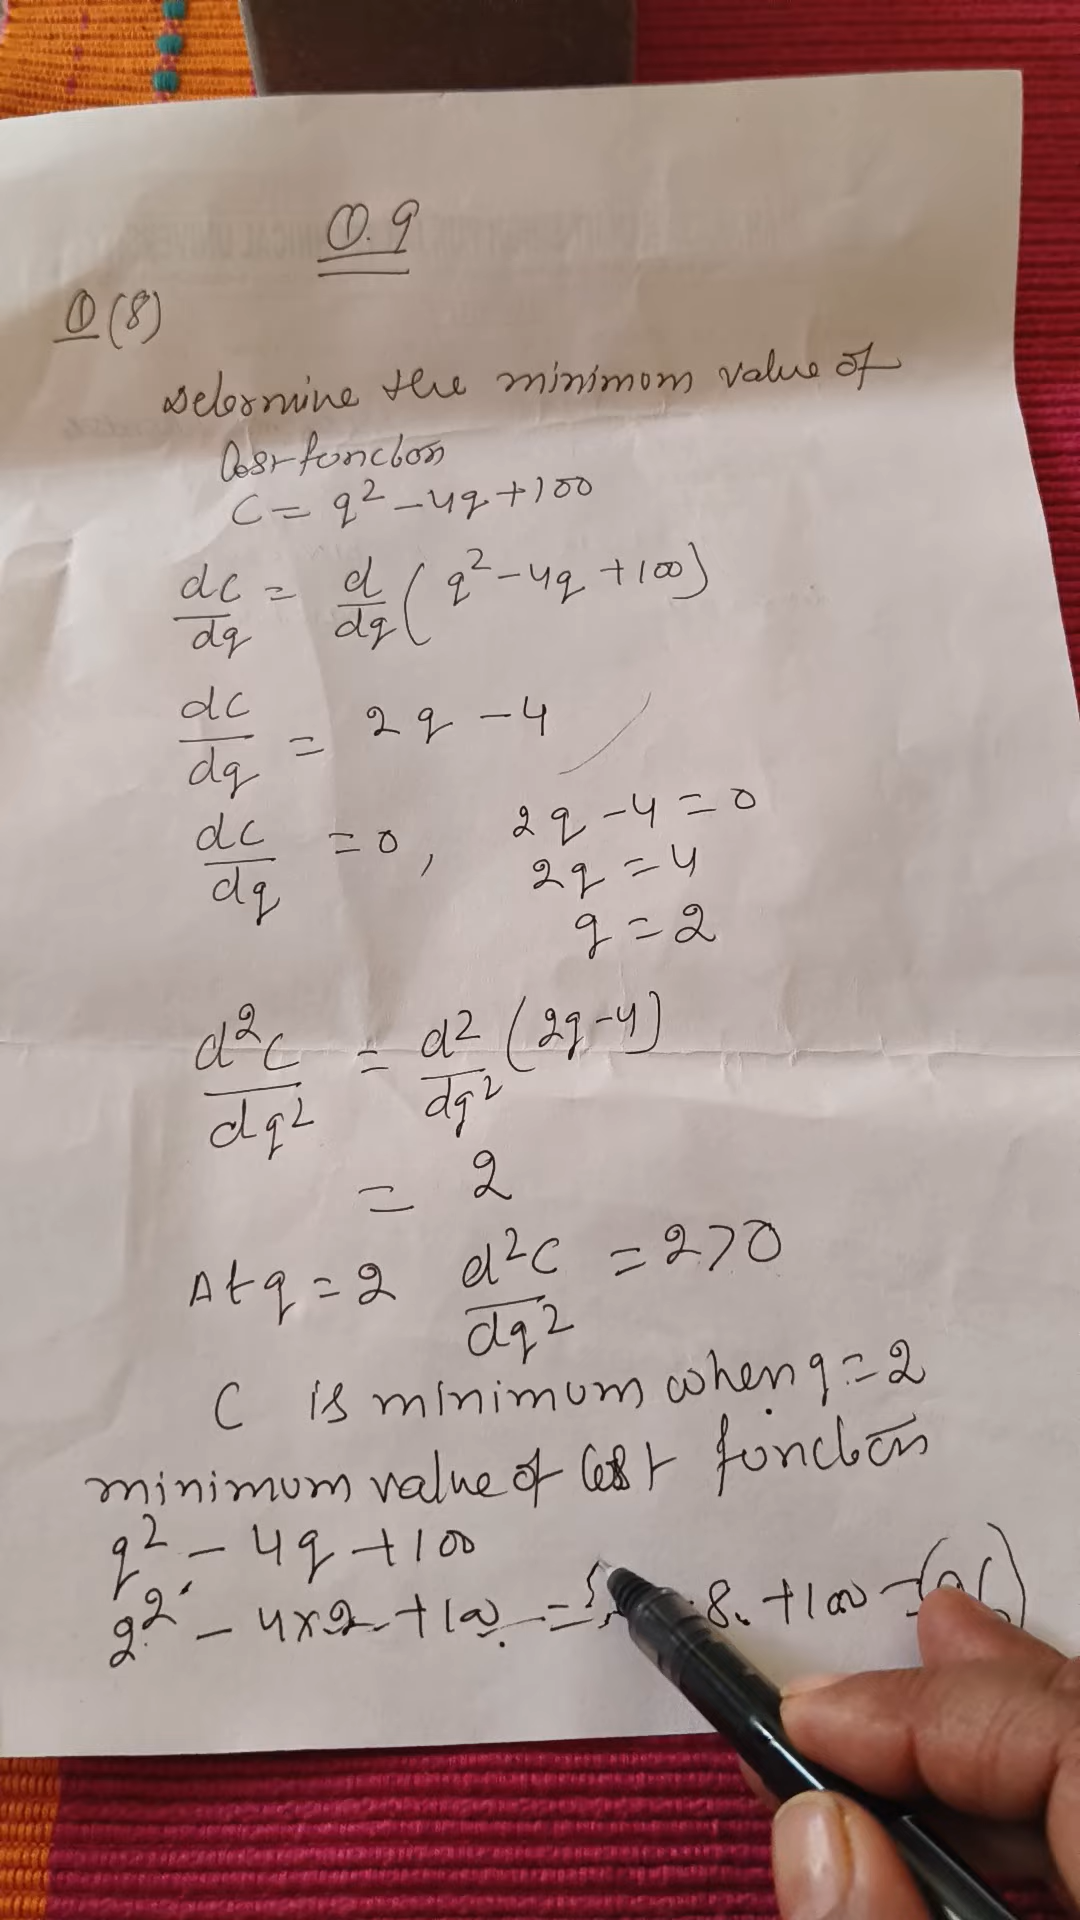 Q.9
Q(8)
Determine the minimum value of
Cost function
C = q² - 4q + 100
dC/dq = d/dq (q² - 4q + 100)
dC/dq = 2q - 4
dC/dq = 0, 2q - 4 = 0
2q = 4
q = 2
d²C/dq² = d²/dq² (2q - 4)
= 2
At q = 2 d²C/dq² = 2 > 0
C is minimum when q = 2
minimum value of Cost function
q² - 4q + 100
2² - 4×2 + 100 = - 8 + 100 =